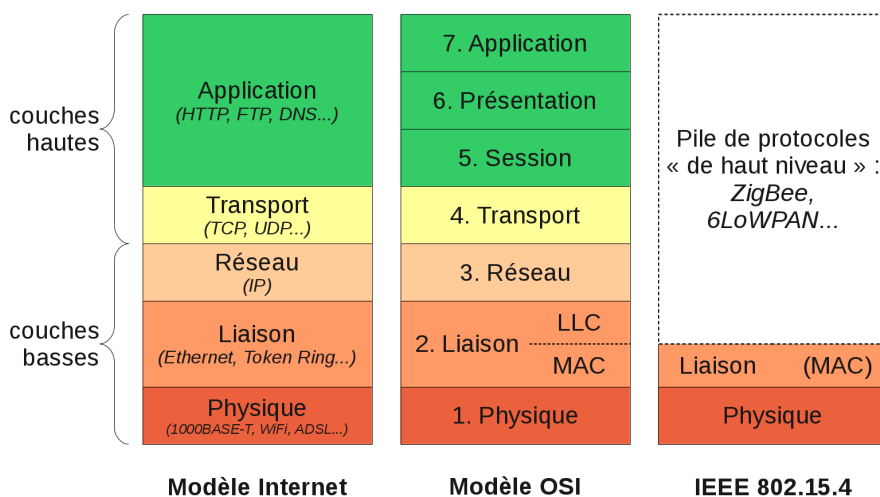 couches
hautes
couches
basses
Application
(HTTP, FTP, DNS...)
Transport
(TCP, UDP...)
Réseau
(IP)
Liaison
(Ethernet, Token Ring...)
Physique
(1000BASE-T, WiFi, ADSL...)
Modèle Internet
7. Application
6. Présentation
5. Session
4. Transport
3. Réseau
2. Liaison
LLC
MAC
1. Physique
Modèle OSI
Pile de protocoles
« de haut niveau » :
ZigBee,
6LoWPAN...
Liaison (MAC)
Physique
IEEE 802.15.4